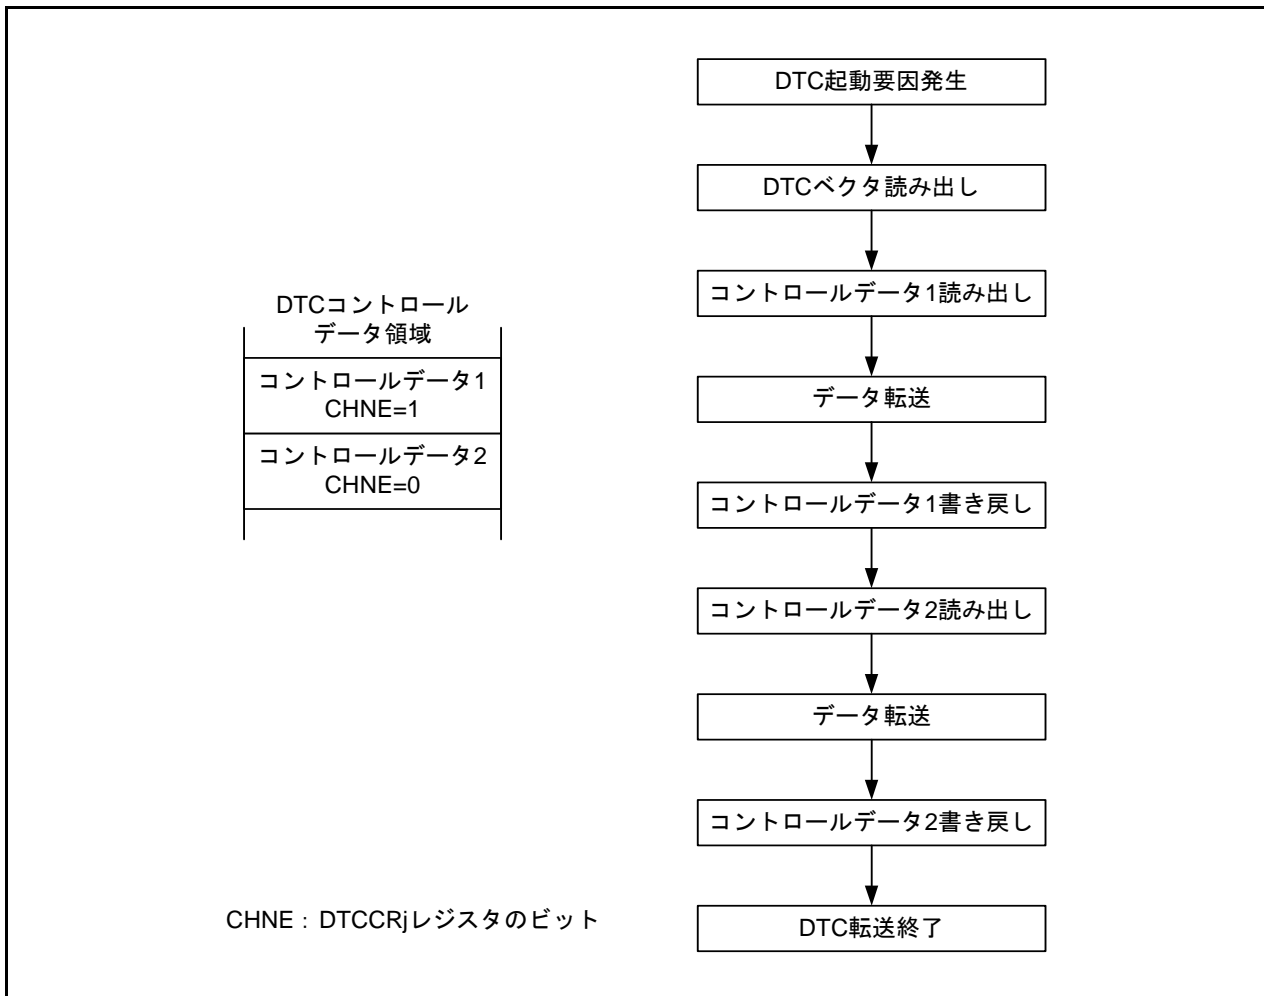 DTC起動要因発生
DTCベクタ読み出し
コントロールデータ1読み出し
データ転送
コントロールデータ1書き戻し
コントロールデータ2読み出し
データ転送
コントロールデータ2書き戻し
DTC転送終了
DTCコントロール
データ領域
コントロールデータ1
CHNE=1
コントロールデータ2
CHNE=0
CHNE：DTCCRjレジスタのビット